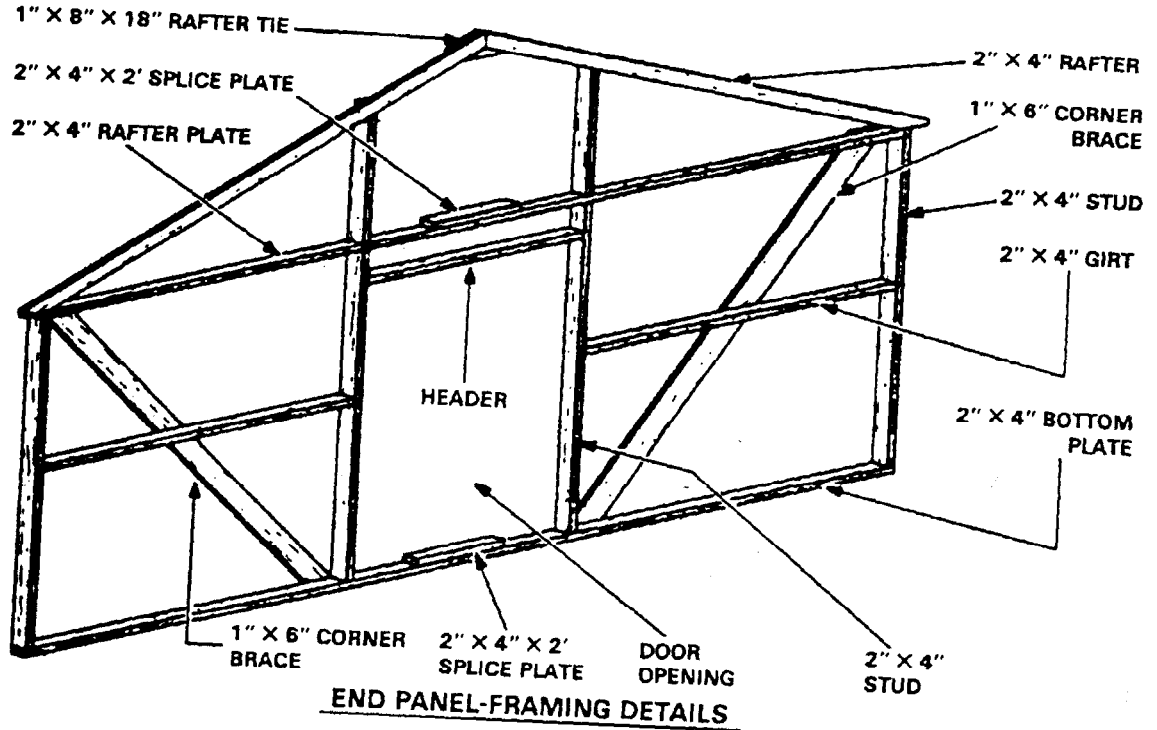 1" X 8" X 18" RAFTER TIE
2" X 4" X 2' SPLICE PLATE
2" X 4" RAFTER PLATE
2" X 4" RAFTER
1" X 6" CORNER
BRACE
2" X 4" STUD
2" X 4" GIRT
HEADER
2" X 4" BOTTOM
PLATE
1" X 6" CORNER
BRACE
2" X 4" X 2'
SPLICE PLATE
DOOR
OPENING
2" X 4"
STUD
END PANEL-FRAMING DETAILS